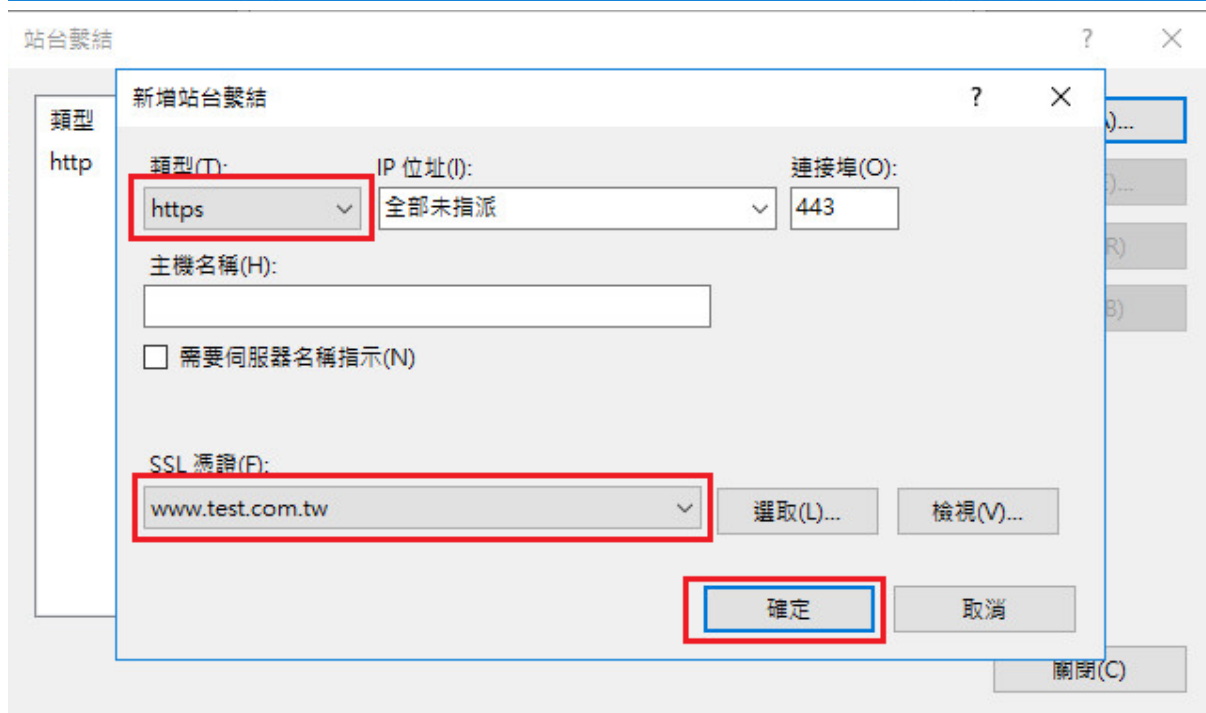 站台繫結
?
新增站台繫結
?
類型
http
類型(T):
IP 位址(I):
連接埠(O):
https
全部未指派
443
主機名稱(H):
需要伺服器名稱指示(N)
SSL 憑證(F):
www.test.com.tw
選取(L)...
檢視(V)...
確定
取消
關閉(C)